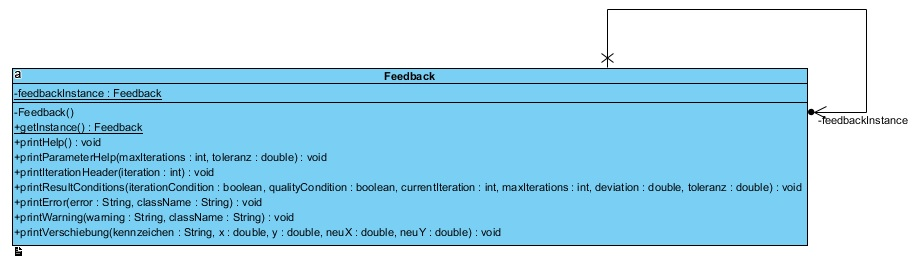 a
Feedback
-feedbackInstance : Feedback
-Feedback()
+getInstance() : Feedback
+printHelp() : void
+printParameterHelp(maxIterations : int, toleranz : double) : void
+printIterationHeader(iteration : int) : void
+printResultConditions(iterationCondition : boolean, qualityCondition : boolean, currentIteration : int, maxIterations : int, deviation : double, toleranz : double) : void
+printError(error : String, className : String) : void
+printWarning(warning : String, className : String) : void
+printVerschiebung(kennzeichen : String, x : double, y : double, neuX : double, neuY : double) : void
-feedbackInstance